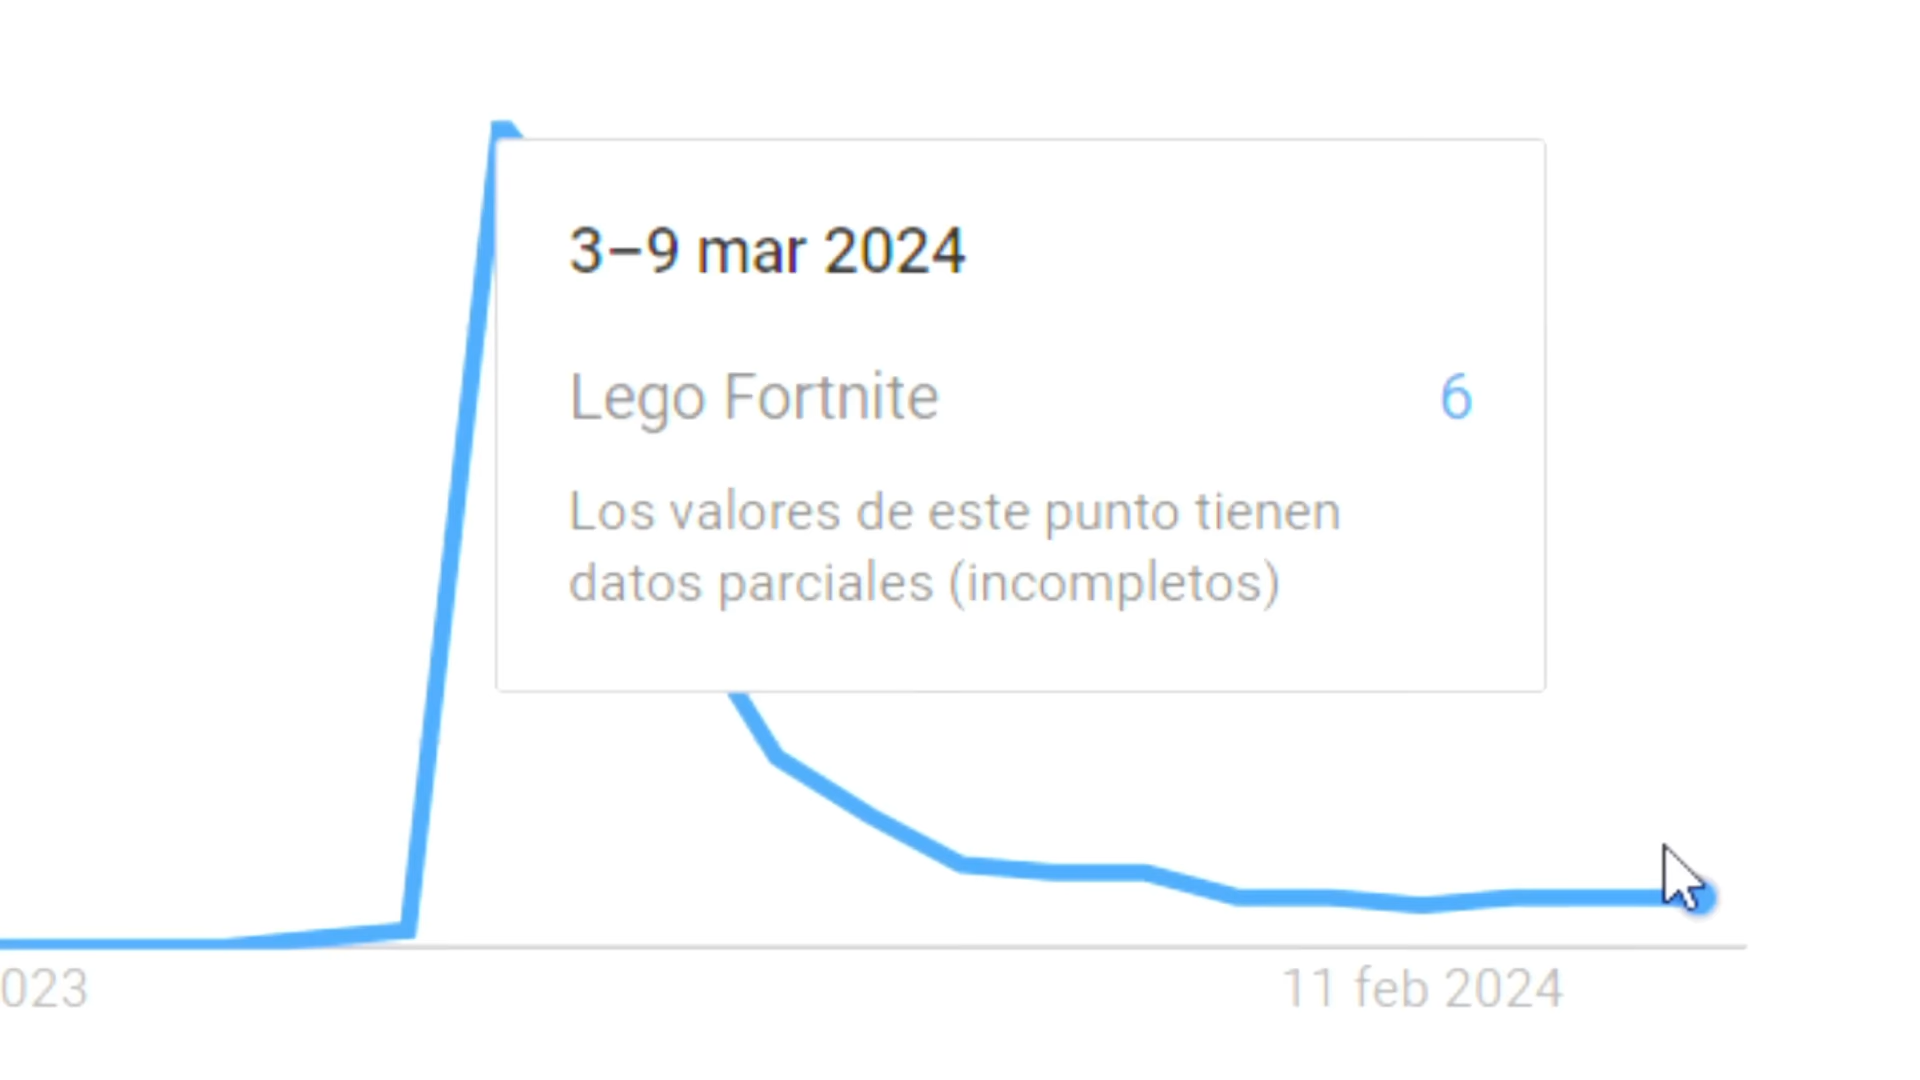 3–9 mar 2024
Lego Fortnite 6
Los valores de este punto tienen
datos parciales (incompletos)
023 11 feb 2024